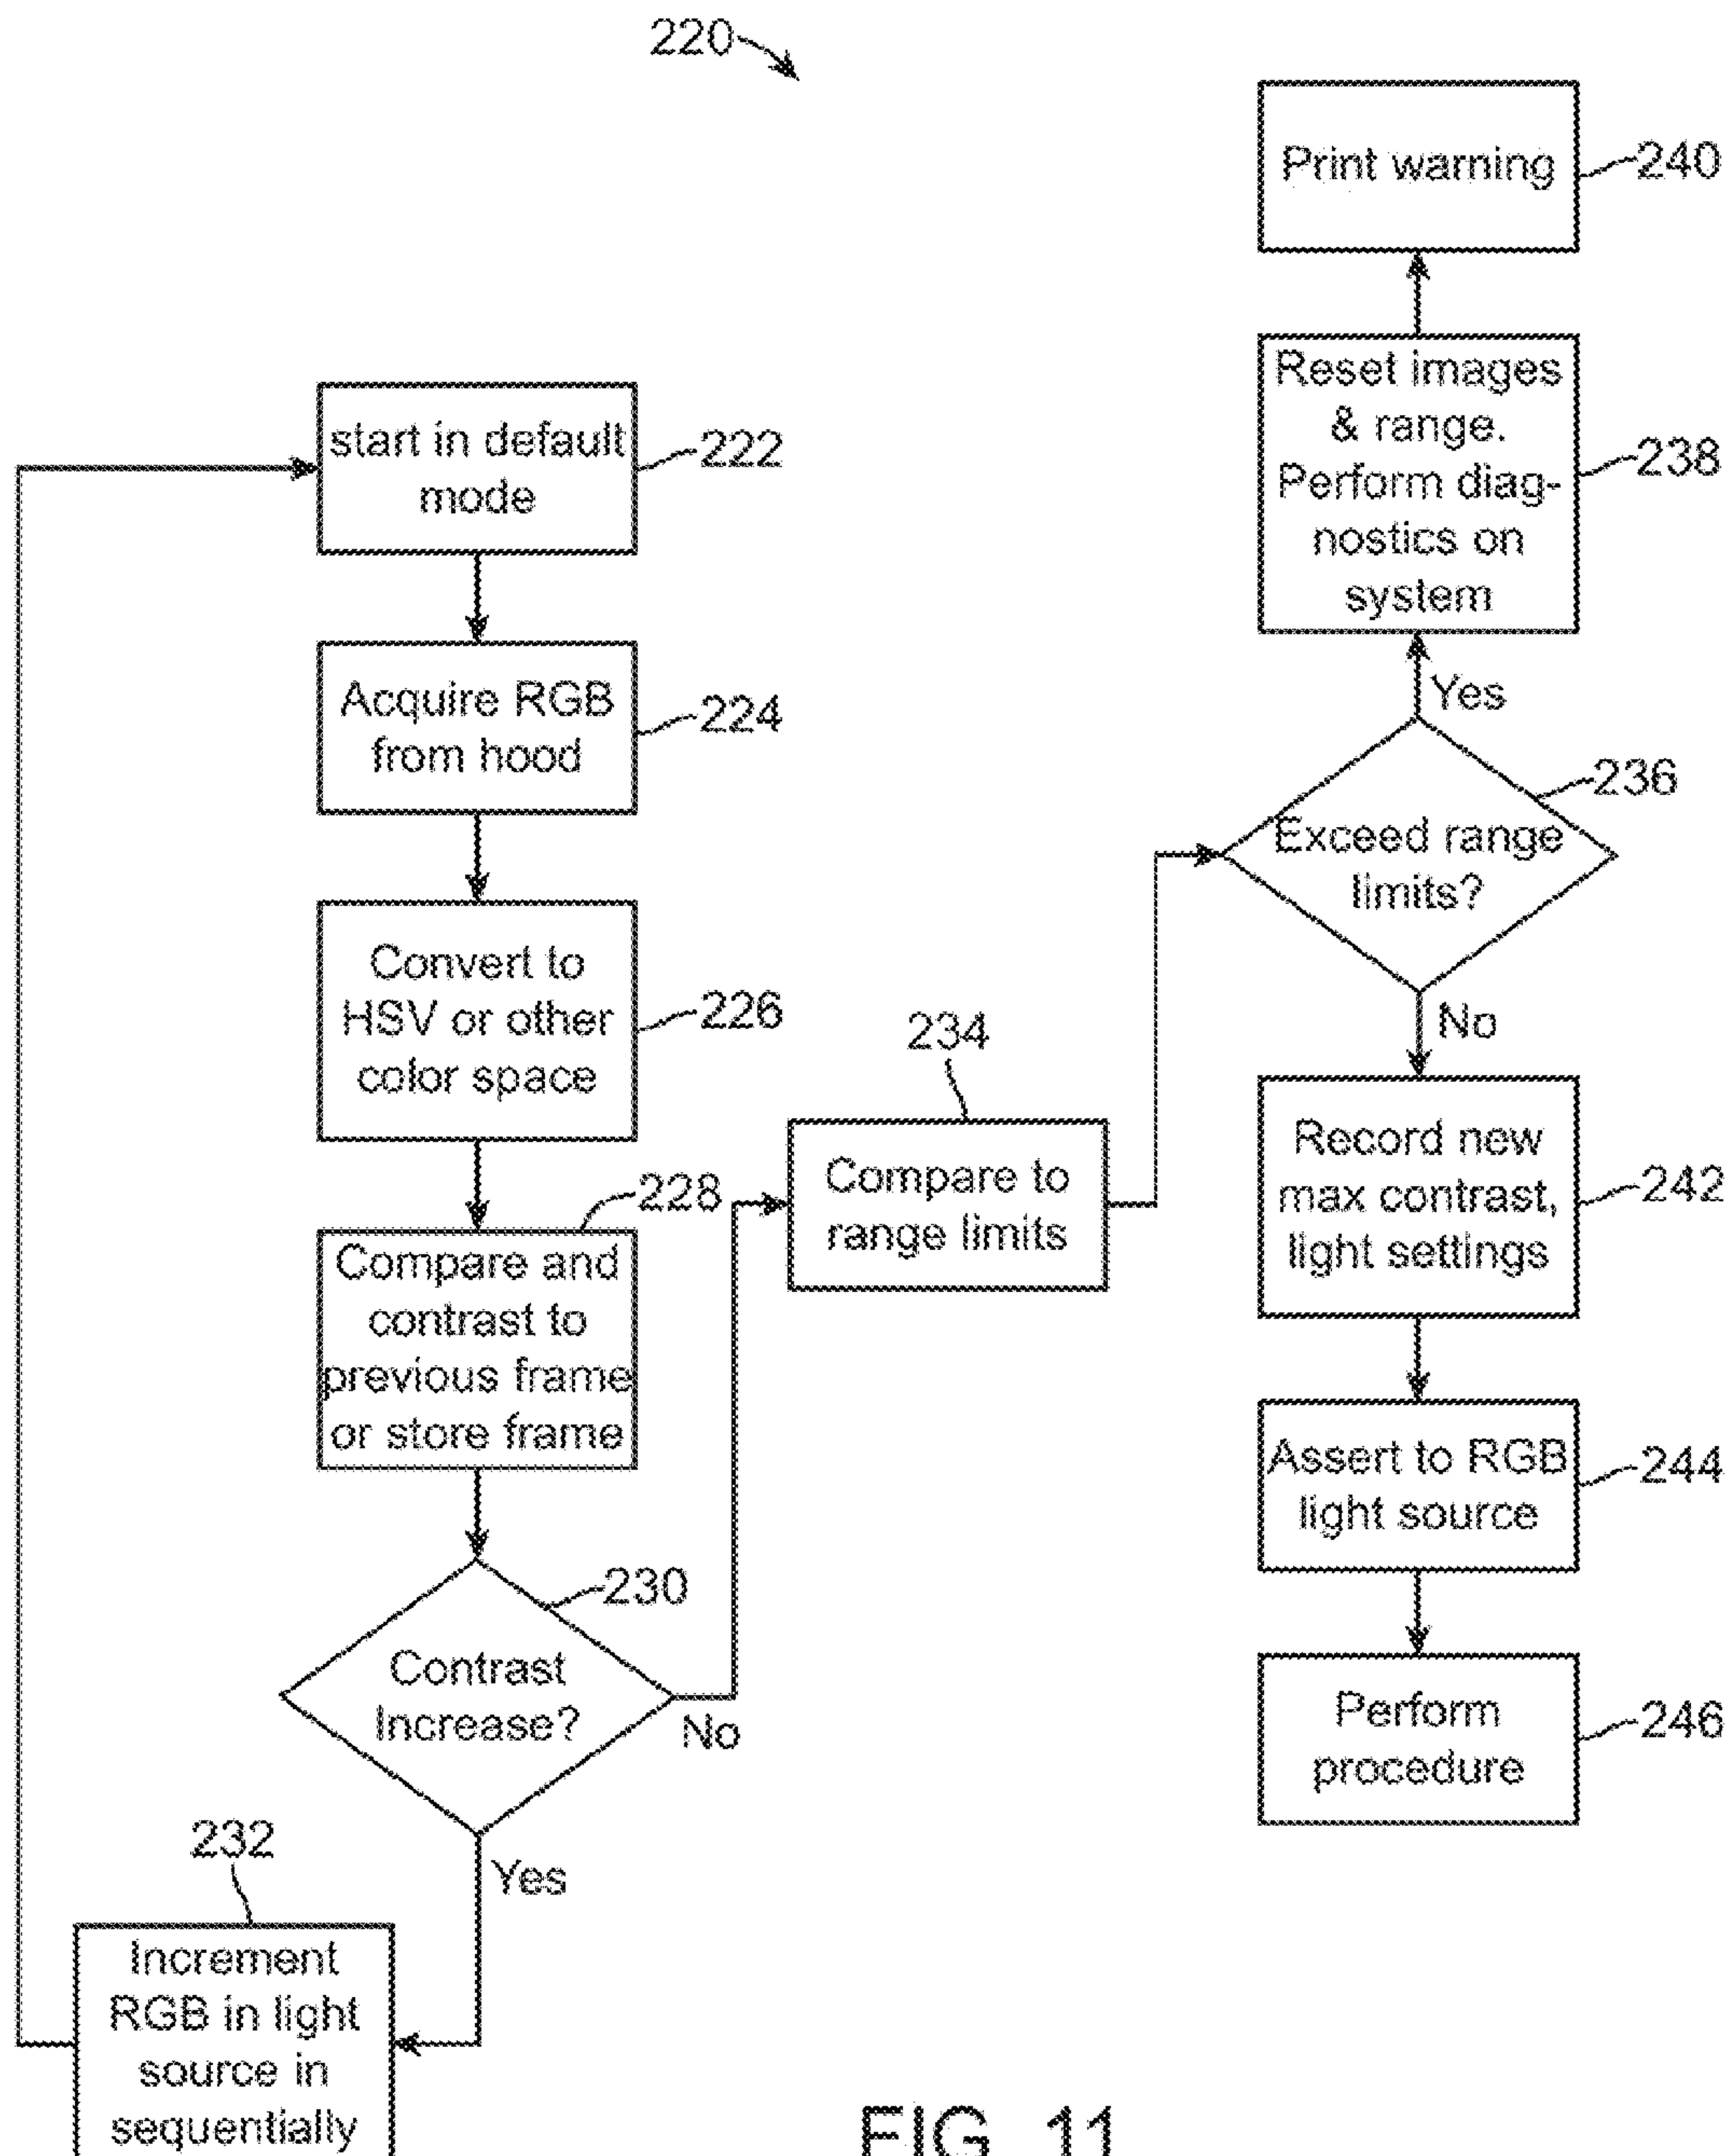 220
start in default
mode
222
Acquire RGB
from hood
224
Convert to
HSV or other
color space
226
228
Compare and
contrast to
previous frame
or store frame
230
Contrast
Increase?
No
Yes
232
Increment
RGB in light
source in
sequentially
234
Compare to
range limits
Print warning
240
Reset images
& range.
Perform diag-
nostics on
system
238
Yes
236
Exceed range
limits?
No
Record new
max contrast,
light settings
242
Assert to RGB
light source
244
Perform
procedure
246
FIG. 11